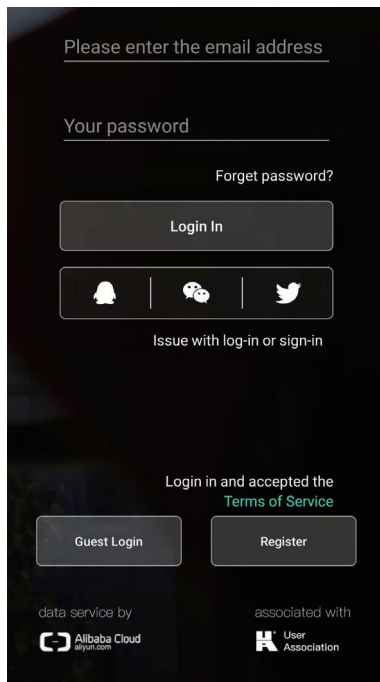 Please enter the email address
Your password
Forget password?
Login In
Issue with log-in or sign-in
Login in and accepted the
Terms of Service
Guest Login
Register
data service by
associated with
Alibaba Cloud
aliyun.com
User
Association